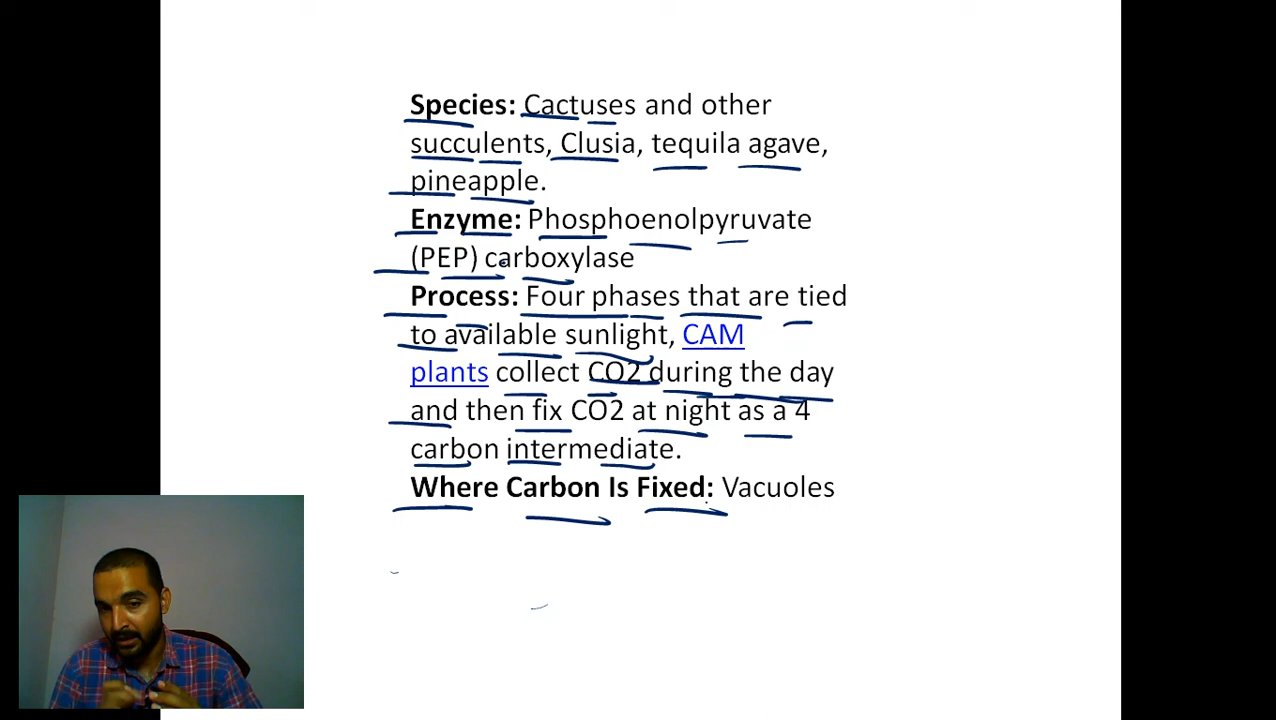 Species: Cactuses and other
succulents, Clusia, tequila agave,
pineapple.
Enzyme: Phosphoenolpyruvate
(PEP) carboxylase
Process: Four phases that are tied
to available sunlight, CAM
plants collect CO2 during the day
and then fix CO2 at night as a 4
carbon intermediate.
Where Carbon Is Fixed: Vacuoles